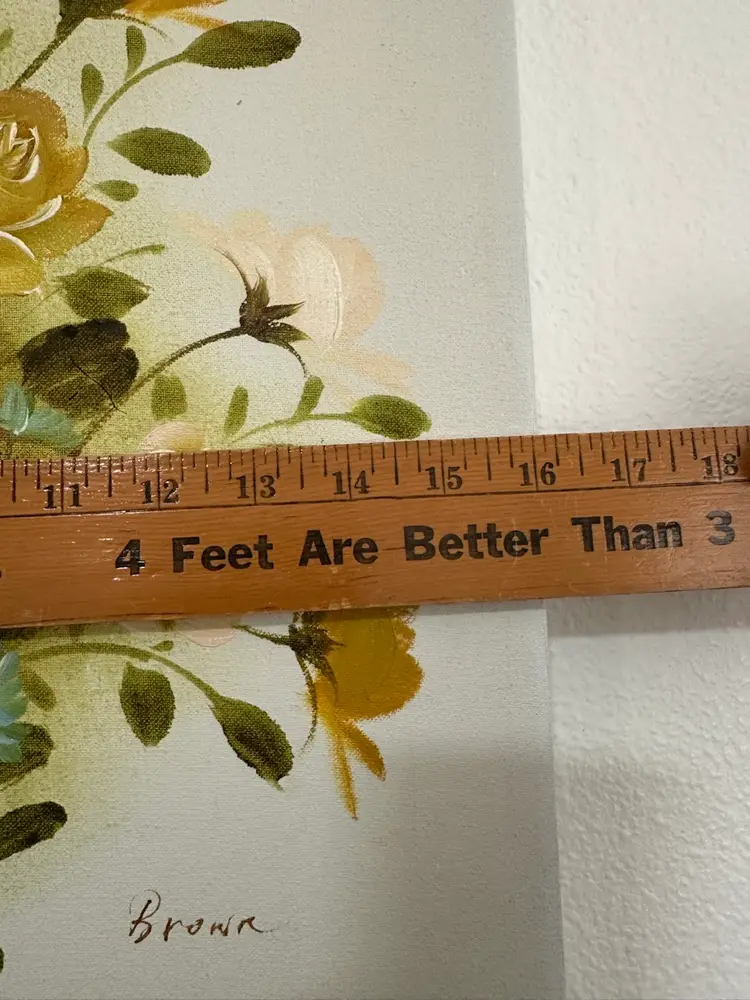 11 12 13 14 15 16 17 18
4 Feet Are Better Than 3
Brown